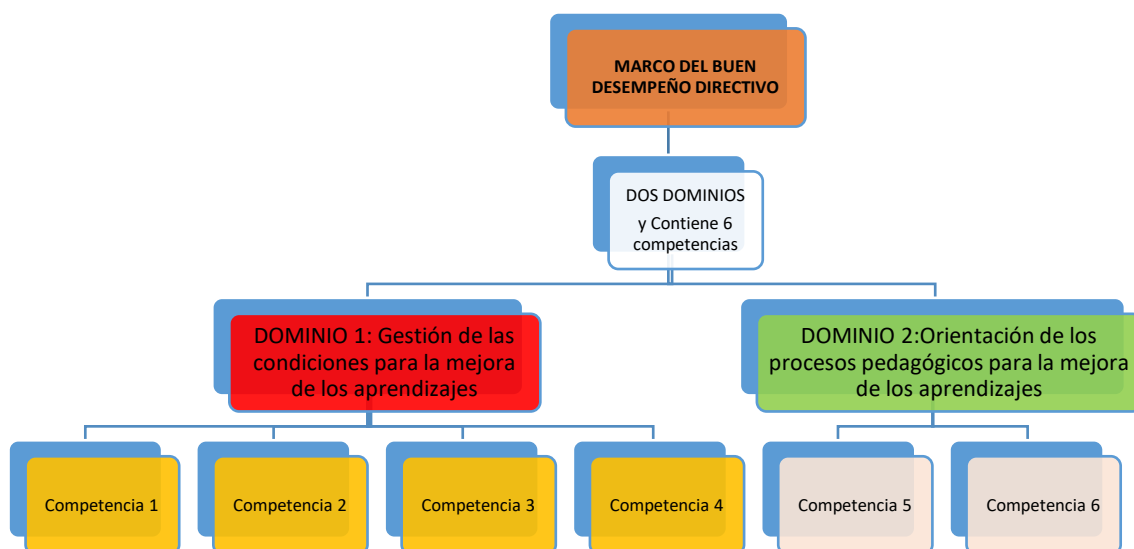 MARCO DEL BUEN
DESEMPEÑO DIRECTIVO
DOS DOMINIOS
y Contiene 6
competencias
DOMINIO 1: Gestión de las
condiciones para la mejora
de los aprendizajes
DOMINIO 2:Orientación de los
procesos pedagógicos para la mejora
de los aprendizajes
Competencia 1
Competencia 2
Competencia 3
Competencia 4
Competencia 5
Competencia 6